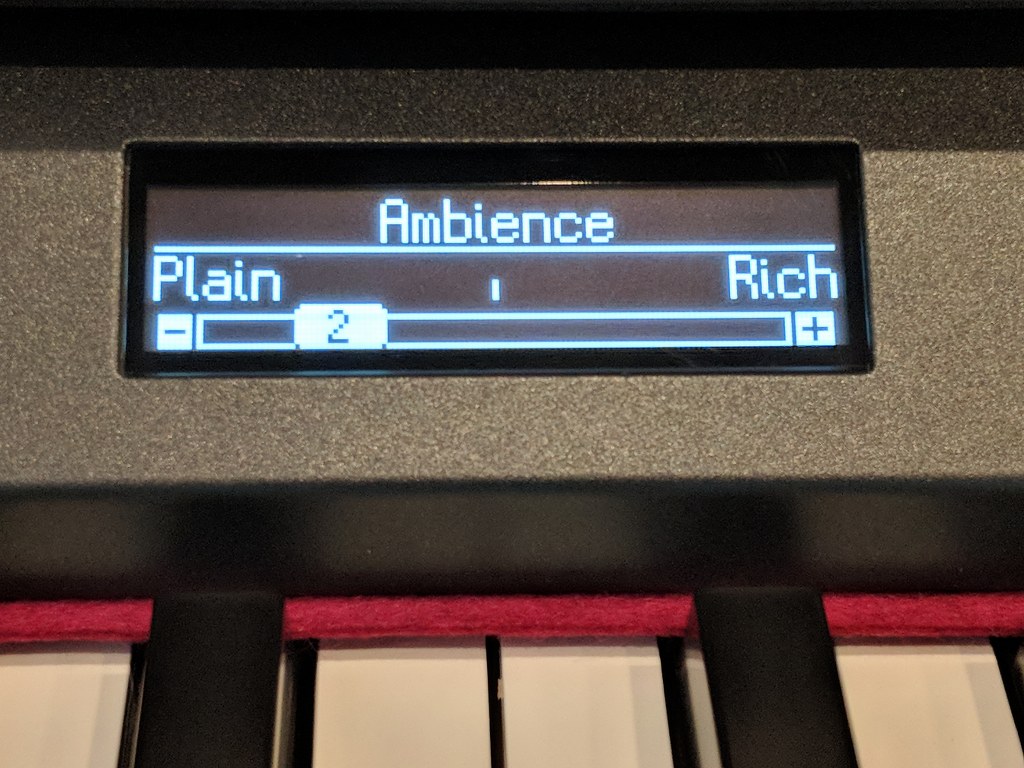 Ambience
Plain Rich
- 2 +